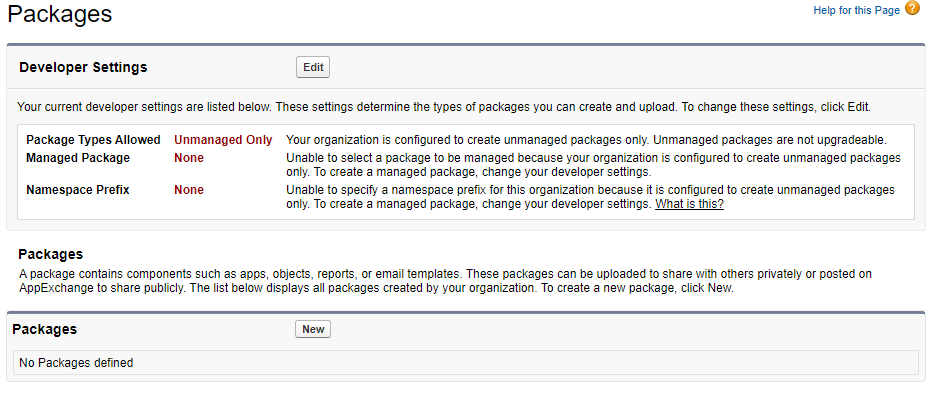 Packages
Help for this Page ?
Developer Settings Edit
Your current developer settings are listed below. These settings determine the types of packages you can create and upload. To change these settings, click Edit.
Package Types Allowed Unmanaged Only Your organization is configured to create unmanaged packages only. Unmanaged packages are not upgradeable.
Managed Package None Unable to select a package to be managed because your organization is configured to create unmanaged packages
only. To create a managed package, change your developer settings.
Namespace Prefix None Unable to specify a namespace prefix for this organization because it is configured to create unmanaged packages
only. To create a managed package, change your developer settings. What is this?
Packages
A package contains components such as apps, objects, reports, or email templates. These packages can be uploaded to share with others privately or posted on
AppExchange to share publicly. The list below displays all packages created by your organization. To create a new package, click New.
Packages New
No Packages defined